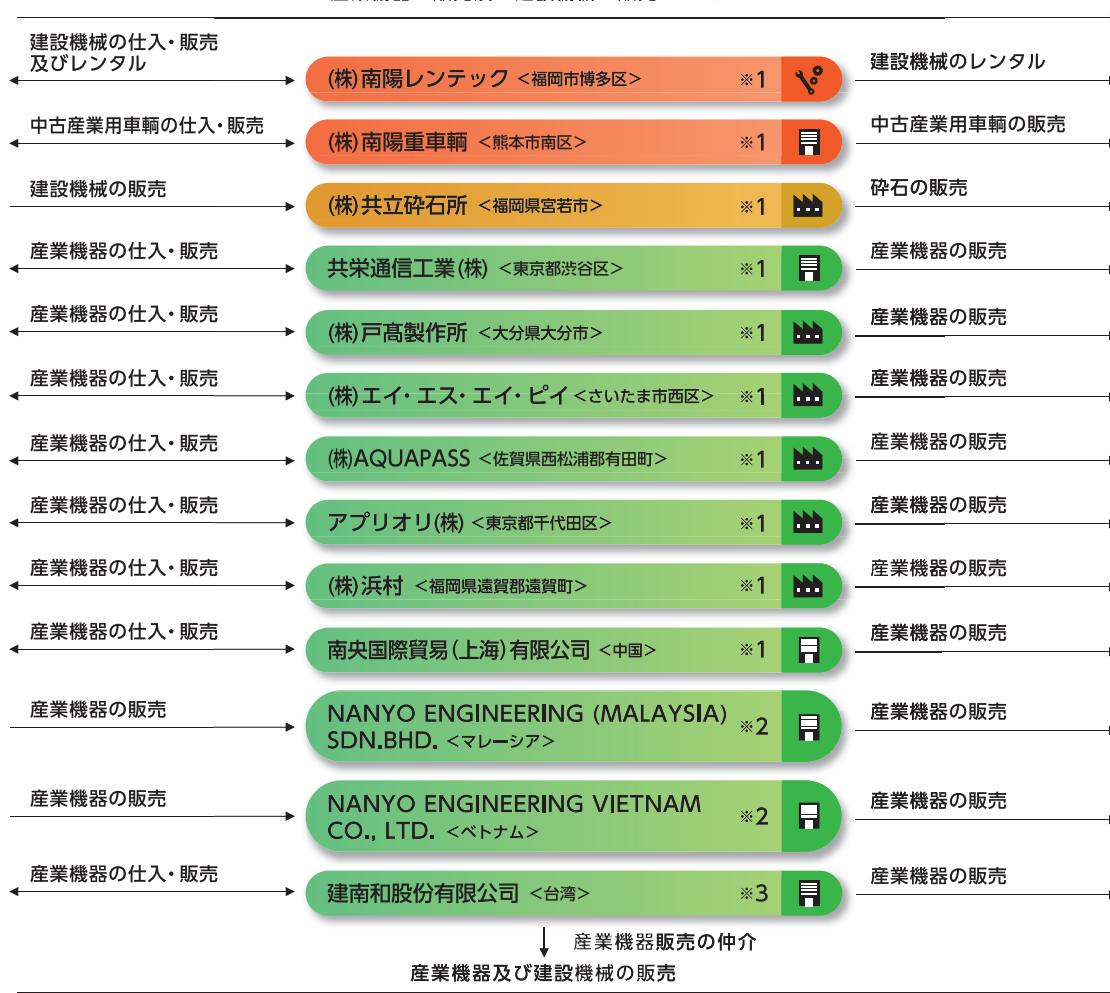 建設機械の仕入・販売
及びレンタル
(株)南陽レンテック <福岡市博多区> ※1
建設機械のレンタル
中古産業用車輌の仕入・販売
(株)南陽重車輌 <熊本市南区> ※1
中古産業用車輌の販売
建設機械の販売
(株)共立砕石所 <福岡県宮若市> ※1
砕石の販売
産業機器の仕入・販売
共栄通信工業(株) <東京都渋谷区> ※1
産業機器の販売
産業機器の仕入・販売
(株)戸髙製作所 <大分県大分市> ※1
産業機器の販売
産業機器の仕入・販売
(株)エイ・エス・エイ・ピイ <さいたま市西区> ※1
産業機器の販売
産業機器の仕入・販売
(株)AQUAPASS <佐賀県西松浦郡有田町> ※1
産業機器の販売
産業機器の仕入・販売
アプリオリ(株) <東京都千代田区> ※1
産業機器の販売
産業機器の仕入・販売
(株)浜村 <福岡県遠賀郡遠賀町> ※1
産業機器の販売
産業機器の仕入・販売
南央国際貿易(上海)有限公司 <中国> ※1
産業機器の販売
産業機器の販売
NANYO ENGINEERING (MALAYSIA)
SDN.BHD. <マレーシア> ※2
産業機器の販売
産業機器の販売
NANYO ENGINEERING VIETNAM
CO., LTD. <ベトナム> ※2
産業機器の販売
産業機器の仕入・販売
建南和股份有限公司 <台湾> ※3
産業機器の販売
産業機器販売の仲介
産業機器及び建設機械の販売